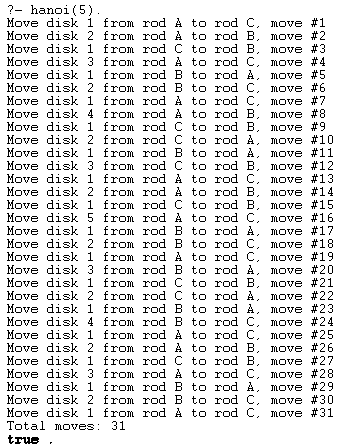 ?- hanoi(5).
Move disk 1 from rod A to rod C, move #1
Move disk 2 from rod A to rod B, move #2
Move disk 1 from rod C to rod B, move #3
Move disk 3 from rod A to rod C, move #4
Move disk 1 from rod B to rod A, move #5
Move disk 2 from rod B to rod C, move #6
Move disk 1 from rod A to rod C, move #7
Move disk 4 from rod A to rod B, move #8
Move disk 1 from rod C to rod B, move #9
Move disk 2 from rod C to rod A, move #10
Move disk 1 from rod B to rod A, move #11
Move disk 3 from rod C to rod B, move #12
Move disk 1 from rod A to rod C, move #13
Move disk 2 from rod A to rod B, move #14
Move disk 1 from rod C to rod B, move #15
Move disk 5 from rod A to rod C, move #16
Move disk 1 from rod B to rod A, move #17
Move disk 2 from rod B to rod C, move #18
Move disk 1 from rod A to rod C, move #19
Move disk 3 from rod B to rod A, move #20
Move disk 1 from rod C to rod B, move #21
Move disk 2 from rod C to rod A, move #22
Move disk 1 from rod B to rod A, move #23
Move disk 4 from rod B to rod C, move #24
Move disk 1 from rod A to rod C, move #25
Move disk 2 from rod A to rod B, move #26
Move disk 1 from rod C to rod B, move #27
Move disk 3 from rod A to rod C, move #28
Move disk 1 from rod B to rod A, move #29
Move disk 2 from rod B to rod C, move #30
Move disk 1 from rod A to rod C, move #31
Total moves: 31
true .